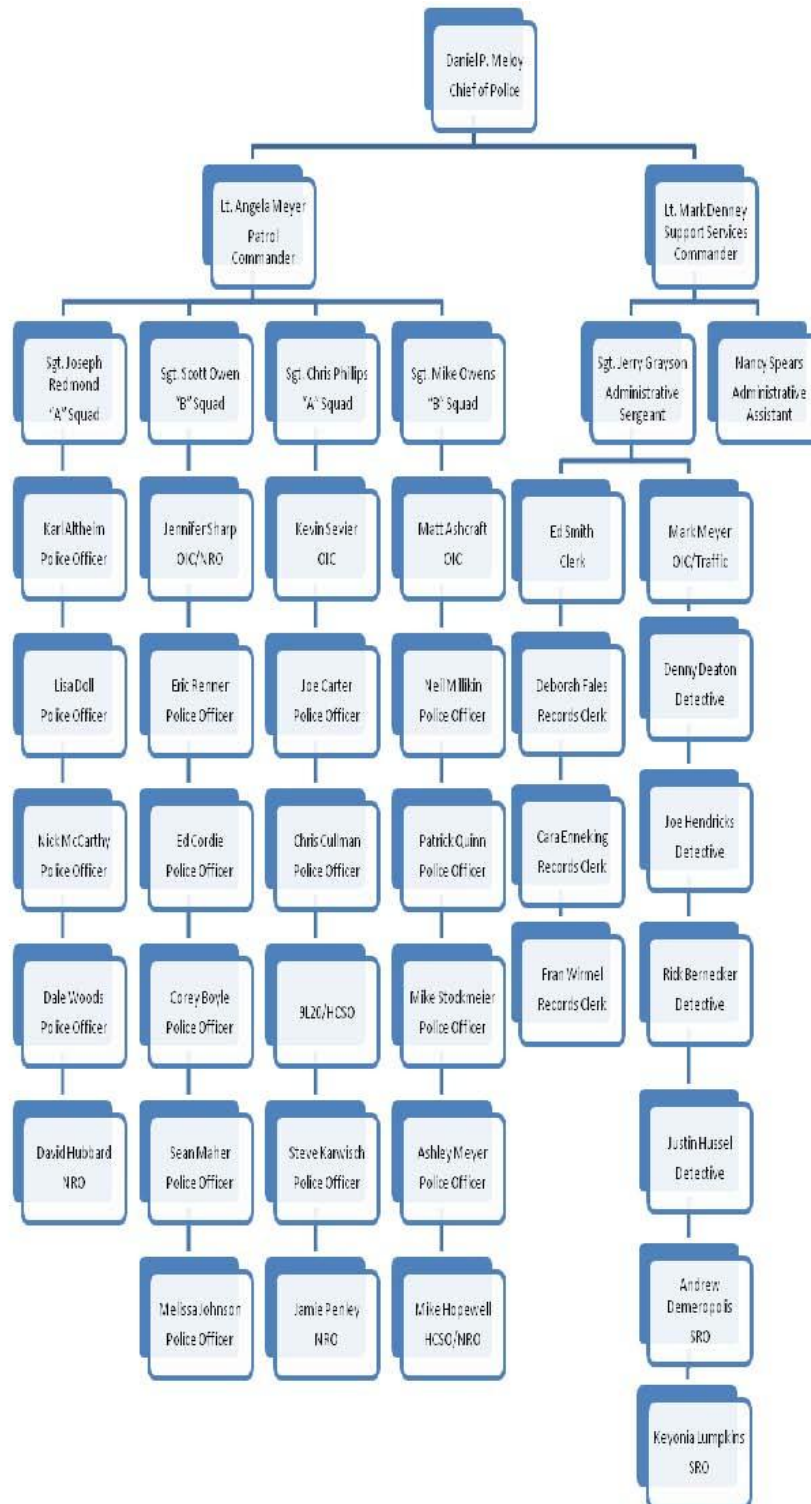 Daniel P. Meloy
Chief of Police
Lt. Angela Meyer
Patrol
Commander
Lt. Mark Denney
Support Services
Commander
Sgt. Joseph
Redmond
"A" Squad
Sgt. Scott Owen
"B" Squad
Sgt. Chris Phillips
"A" Squad
Sgt. Mike Owens
"B" Squad
Sgt. Jerry Grayson
Administrative
Sergeant
Nancy Spears
Administrative
Assistant
Karl Altheim
Police Officer
Jennifer Sharp
OIC/NRO
Kevin Sevier
OIC
Matt Ashcraft
OIC
Ed Smith
Clerk
Mark Meyer
OIC/Traffic
Lisa Doll
Police Officer
Eric Renner
Police Officer
Joe Carter
Police Officer
Neil Millikin
Police Officer
Deborah Fales
Records Clerk
Denny Deaton
Detective
Nick McCarthy
Police Officer
Ed Cordie
Police Officer
Chris Cullman
Police Officer
Patrick Quinn
Police Officer
Cara Enneking
Records Clerk
Joe Hendricks
Detective
Dale Woods
Police Officer
Corey Boyle
Police Officer
9L20/HCSO
Mike Stockmeier
Police Officer
Fran Wirmel
Records Clerk
Rick Bernecker
Detective
David Hubbard
NRO
Sean Maher
Police Officer
Steve Karwisch
Police Officer
Ashley Meyer
Police Officer
Justin Hussel
Detective
Melissa Johnson
Police Officer
Jamie Penley
NRO
Mike Hopewell
HCSO/NRO
Andrew
Demeropolis
SRO
Keyonia Lumpkins
SRO